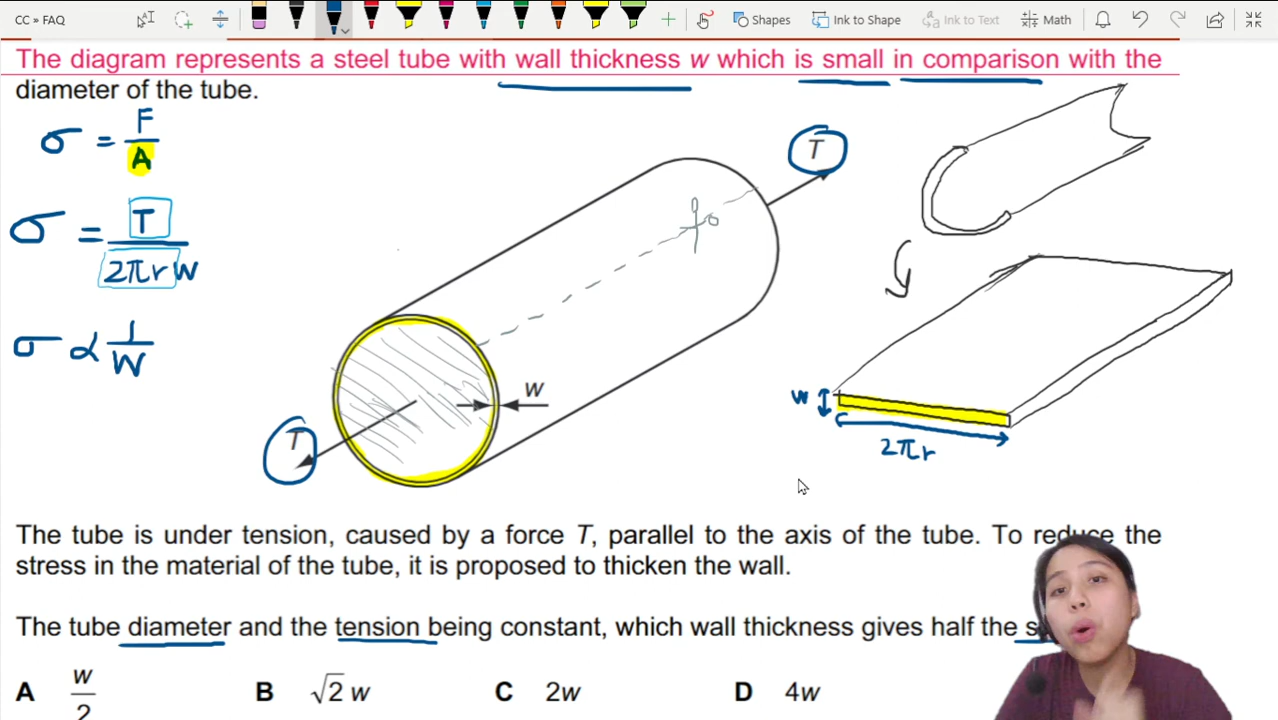 CC » FAQ
Shapes
Ink to Shape
Ink to Text
Math
The diagram represents a steel tube with wall thickness w which is small in comparison with the
diameter of the tube.
σ = F/A
σ = T/2πrw
σ ∝ 1/W
T
T
w
w
2πr
The tube is under tension, caused by a force T, parallel to the axis of the tube. To reduce the
stress in the material of the tube, it is proposed to thicken the wall.
The tube diameter and the tension being constant, which wall thickness gives half the
A w/2 B √2 w C 2w D 4w